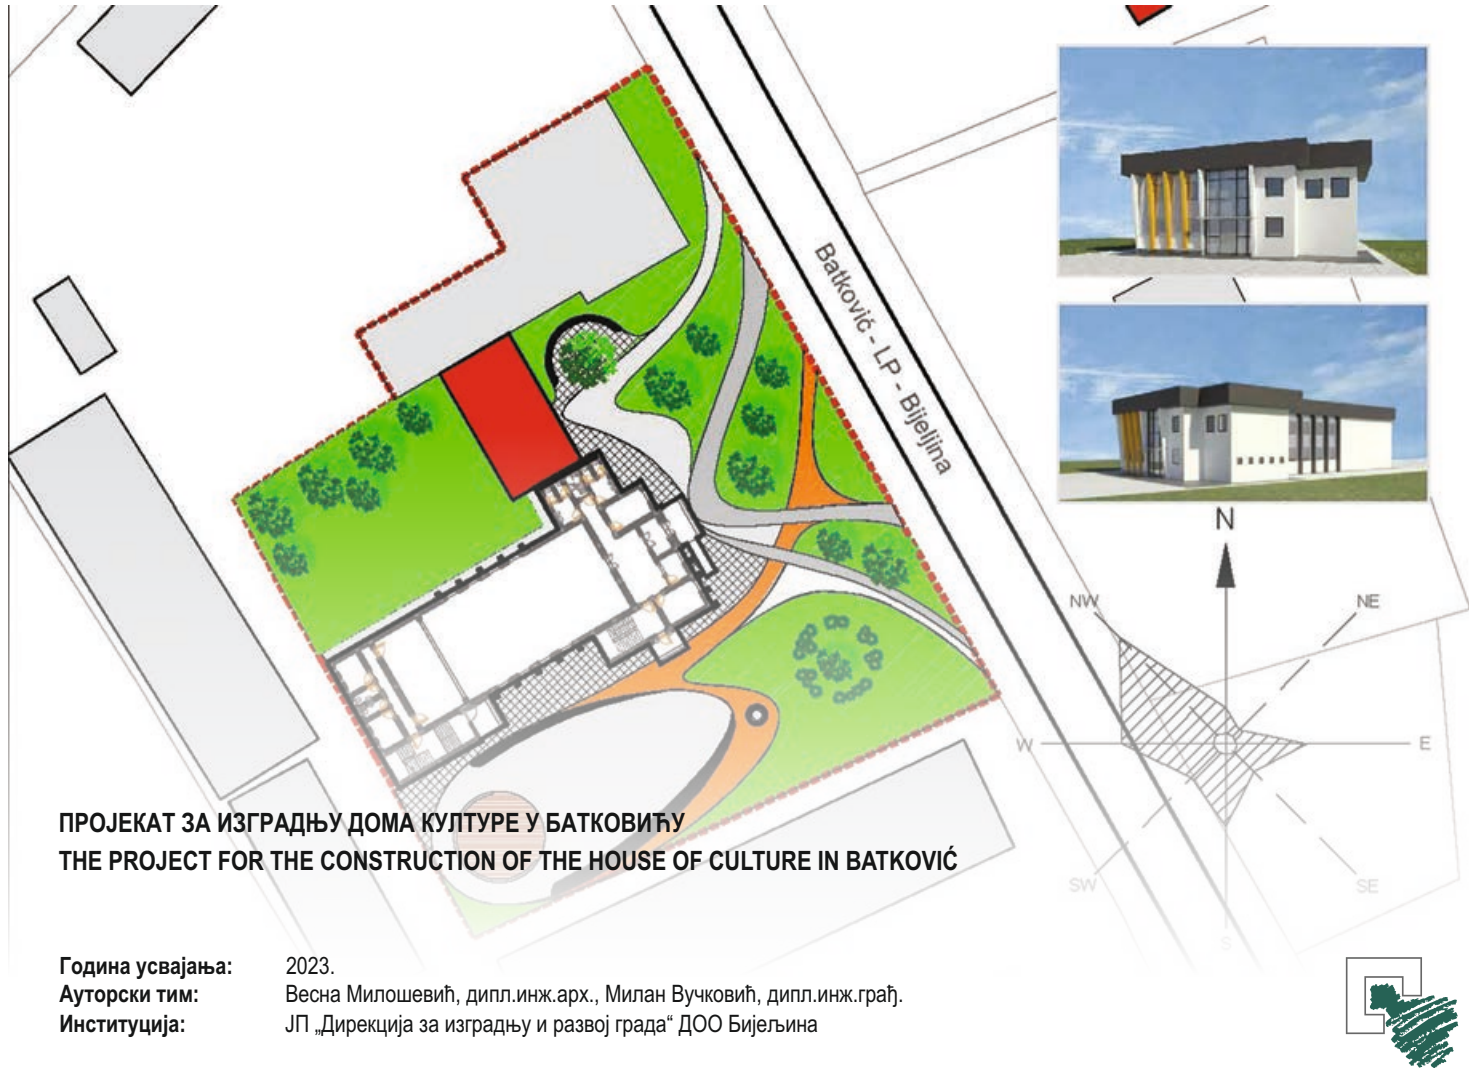 Batković - LP - Bijeljina
N
NW
NE
W
E
SW
SE
S
ПРОЈЕКАТ ЗА ИЗГРАДЊУ ДОМА КУЛТУРЕ У БАТКОВИЋУ
THE PROJECT FOR THE CONSTRUCTION OF THE HOUSE OF CULTURE IN BATKOVIĆ
Година усвајања: 2023.
Ауторски тим: Весна Милошевић, дипл.инж.арх., Милан Вучковић, дипл.инж.грађ.
Институција: ЈП „Дирекција за изградњу и развој града“ ДОО Бијељина